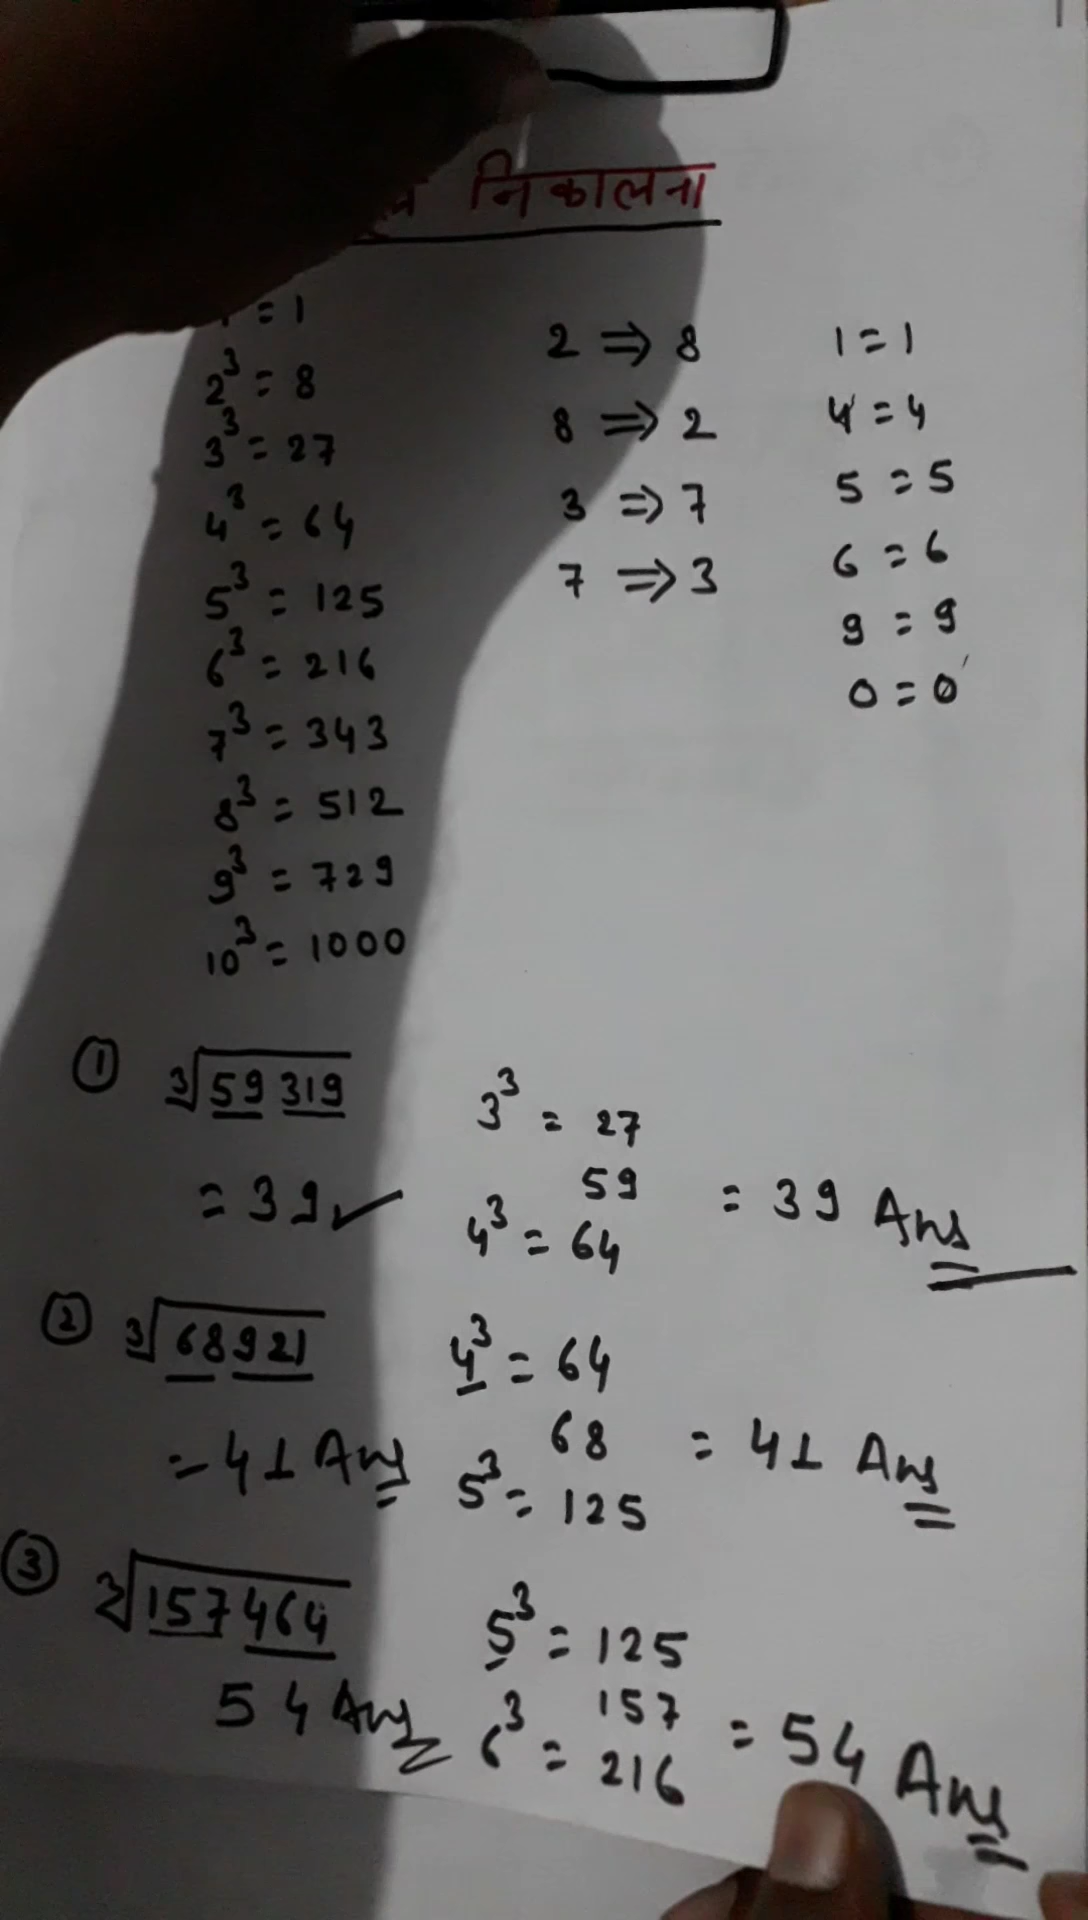 निकालना
= 1
2³ = 8
3³ = 27
4³ = 64
5³ = 125
6³ = 216
7³ = 343
8³ = 512
9³ = 729
10³ = 1000
2 ⇒ 8
8 ⇒ 2
3 ⇒ 7
7 ⇒ 3
1 = 1
4 = 4
5 = 5
6 = 6
9 = 9
0 = 0
① ∛59319
= 39 ✓
3³ = 27
59
4³ = 64
= 39 Ans
② ∛68921
= 41 Ans
4³ = 64
68
5³ = 125
= 41 Ans
③ ∛157464
54 Ans
5³ = 125
157
6³ = 216
= 54 Ans